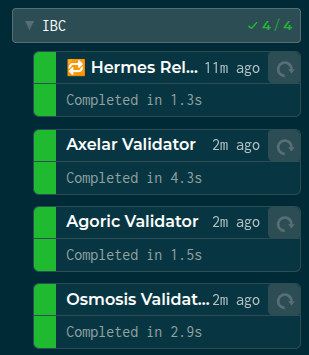 ▼ IBC ✓ 4/4
🔁 Hermes Rel... 11m ago
Completed in 1.3s
Axelar Validator 2m ago
Completed in 4.3s
Agoric Validator 2m ago
Completed in 1.5s
Osmosis Validat... 2m ago
Completed in 2.9s